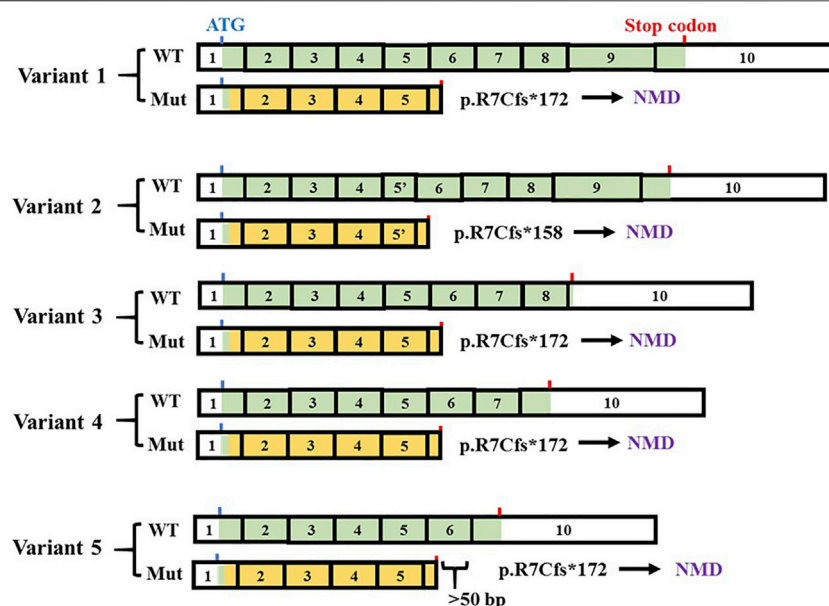 ATG Stop codon
Variant 1 WT 1 2 3 4 5 6 7 8 9 10
Mut 1 2 3 4 5 p.R7Cfs*172 NMD
Variant 2 WT 1 2 3 4 5' 6 7 8 9 10
Mut 1 2 3 4 5' p.R7Cfs*158 NMD
Variant 3 WT 1 2 3 4 5 6 7 8 10
Mut 1 2 3 4 5 p.R7Cfs*172 NMD
Variant 4 WT 1 2 3 4 5 6 7 10
Mut 1 2 3 4 5 p.R7Cfs*172 NMD
Variant 5 WT 1 2 3 4 5 6 10
Mut 1 2 3 4 5 p.R7Cfs*172 NMD
>50 bp